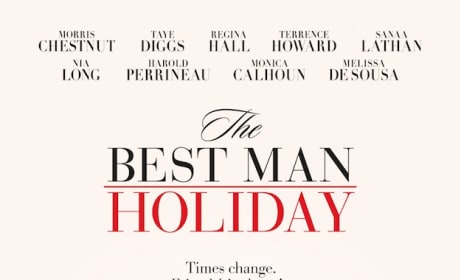 MORRIS CHESTNUT TAYE DIGGS REGINA HALL TERRENCE HOWARD SANAA LATHAN
NIA LONG HAROLD PERRINEAU MONICA CALHOUN MELISSA DE SOUSA
The
BEST MAN
HOLIDAY
Times change.